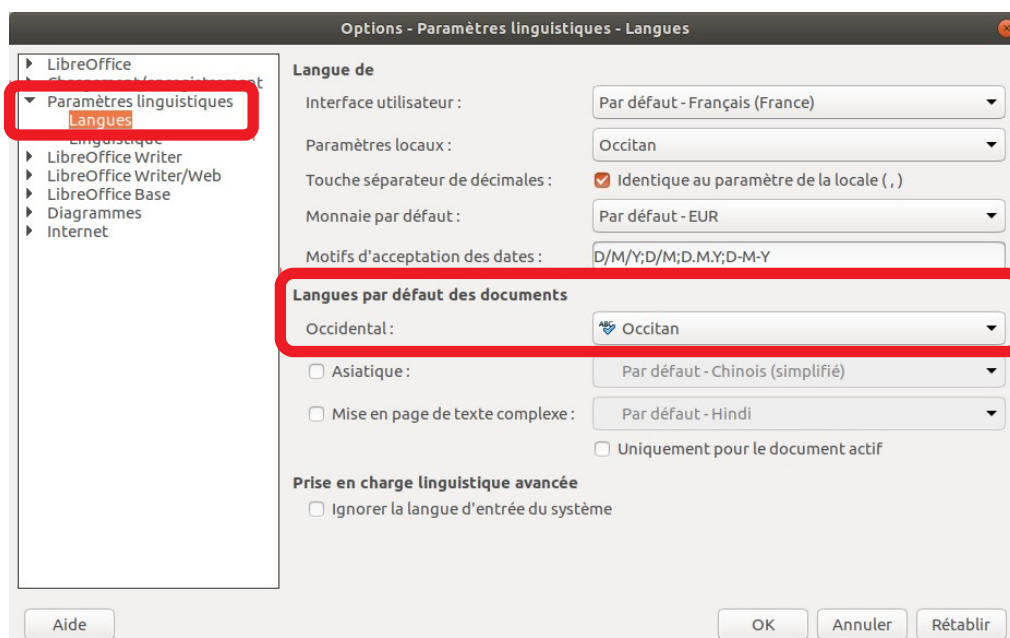 Options - Paramètres linguistiques - Langues
LibreOffice
Chargement/enregistrement
Paramètres linguistiques
Langues
Linguistique
LibreOffice Writer
LibreOffice Writer/Web
LibreOffice Base
Diagrammes
Internet
Langue de
Interface utilisateur : Par défaut - Français (France)
Paramètres locaux : Occitan
Touche séparateur de décimales : Identique au paramètre de la locale ( , )
Monnaie par défaut : Par défaut - EUR
Motifs d'acceptation des dates : D/M/Y;D/M;D.M.Y;D-M-Y
Langues par défaut des documents
Occidental : ABC Occitan
Asiatique : Par défaut - Chinois (simplifié)
Mise en page de texte complexe : Par défaut - Hindi
Uniquement pour le document actif
Prise en charge linguistique avancée
Ignorer la langue d'entrée du système
Aide OK Annuler Rétablir